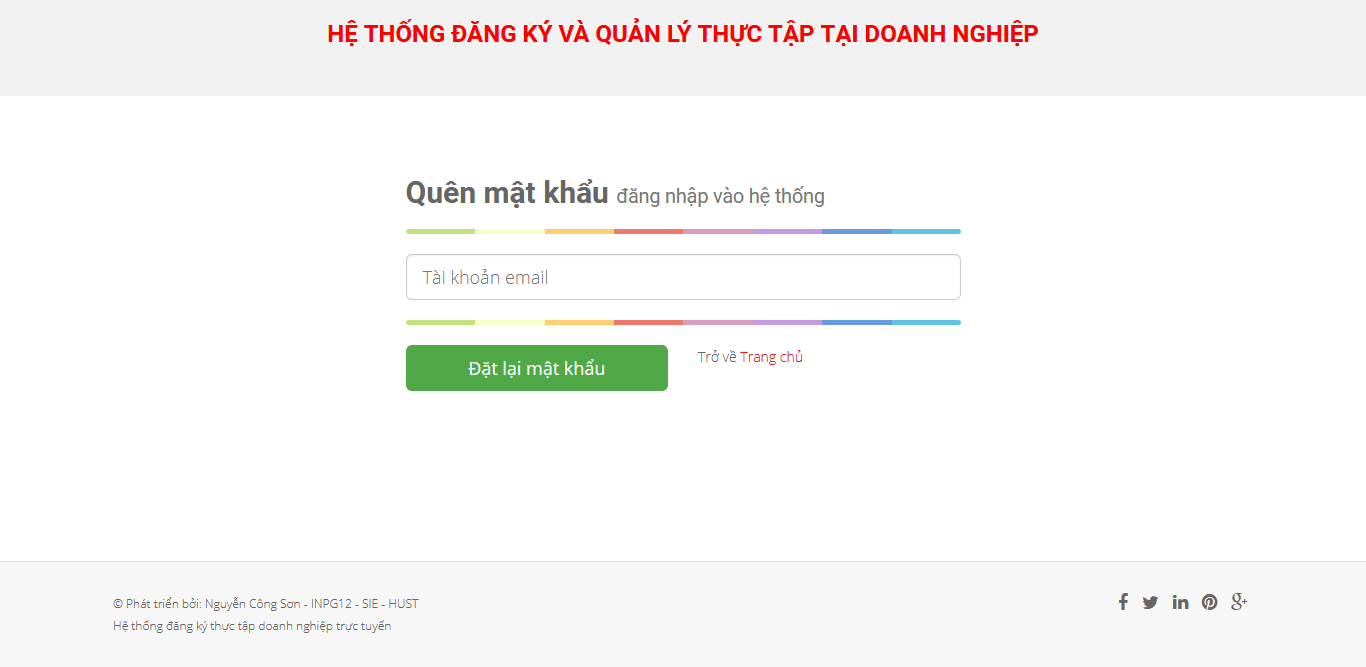 HỆ THỐNG ĐĂNG KÝ VÀ QUẢN LÝ THỰC TẬP TẠI DOANH NGHIỆP
Quên mật khẩu đăng nhập vào hệ thống
Tài khoản email
Đặt lại mật khẩu
Trở về Trang chủ
© Phát triển bởi: Nguyễn Công Sơn - INPG12 - SIE - HUST
Hệ thống đăng ký thực tập doanh nghiệp trực tuyến